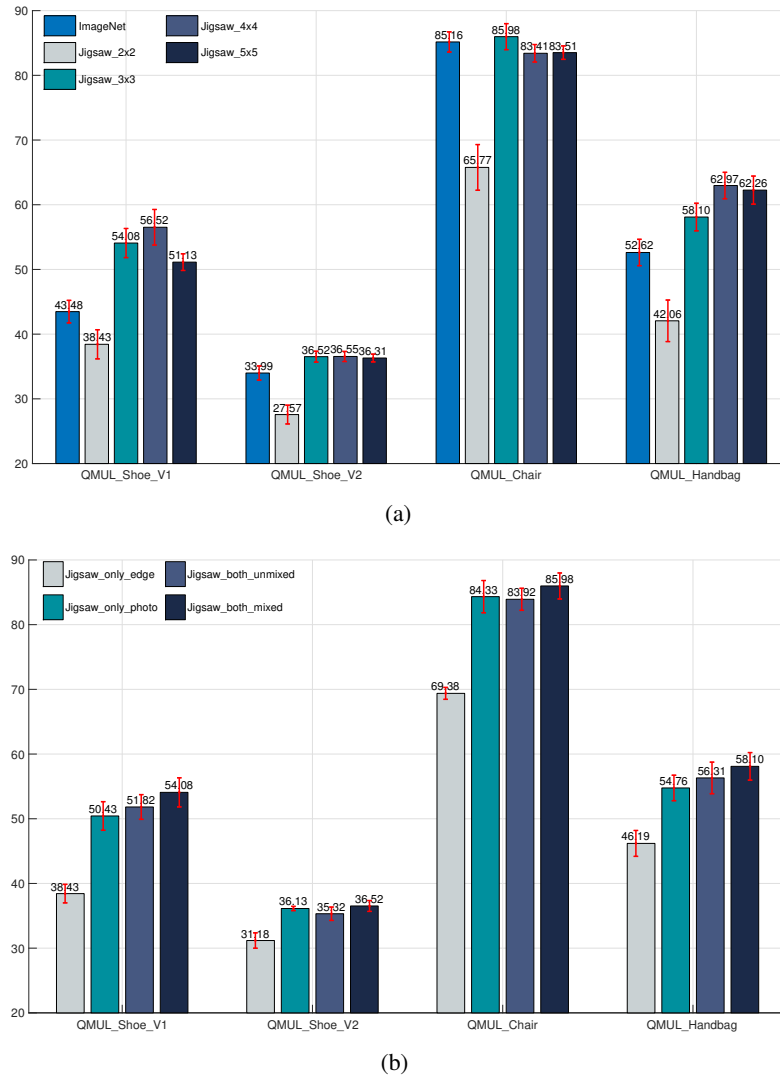 90
80
70
60
50
40
30
20
ImageNet
Jigsaw_2x2
Jigsaw_3x3
Jigsaw_4x4
Jigsaw_5x5
43.48
38.43
54.08
56.52
51.13
33.99
27.57
36.52
36.55
36.31
85.16
65.77
85.98
83.41
83.51
52.62
42.06
58.10
62.97
62.26
QMUL_Shoe_V1
QMUL_Shoe_V2
QMUL_Chair
QMUL_Handbag
(a)
90
80
70
60
50
40
30
20
Jigsaw_only_edge
Jigsaw_only_photo
Jigsaw_both_unmixed
Jigsaw_both_mixed
38.43
50.43
51.82
54.08
31.18
36.13
35.32
36.52
69.38
84.33
83.92
85.98
46.19
54.76
56.31
58.10
QMUL_Shoe_V1
QMUL_Shoe_V2
QMUL_Chair
QMUL_Handbag
(b)